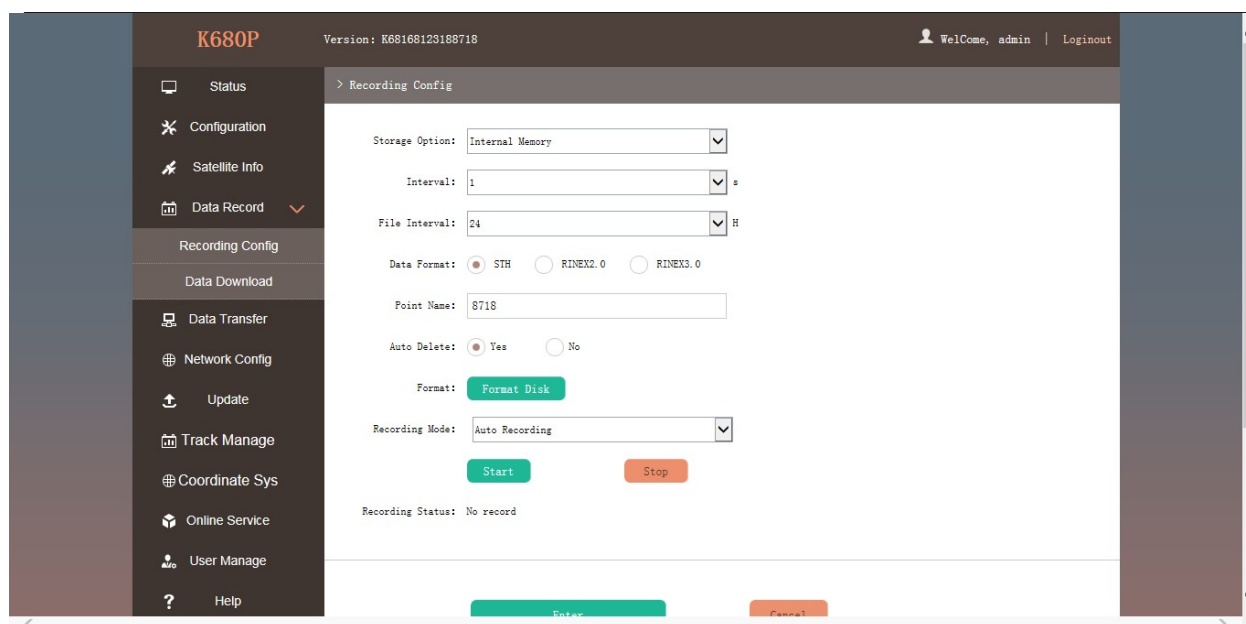 K680P
Version: K68168123188718
WelCome, admin | Loginout
Status
Configuration
Satellite Info
Data Record
Recording Config
Data Download
Data Transfer
Network Config
Update
Track Manage
Coordinate Sys
Online Service
User Manage
Help
> Recording Config
Storage Option: Internal Memory
Interval: 1 s
File Interval: 24 H
Data Format: STH RINEX2.0 RINEX3.0
Point Name: 8718
Auto Delete: Yes No
Format: Format Disk
Recording Mode: Auto Recording
Start Stop
Recording Status: No record
Enter Cancel